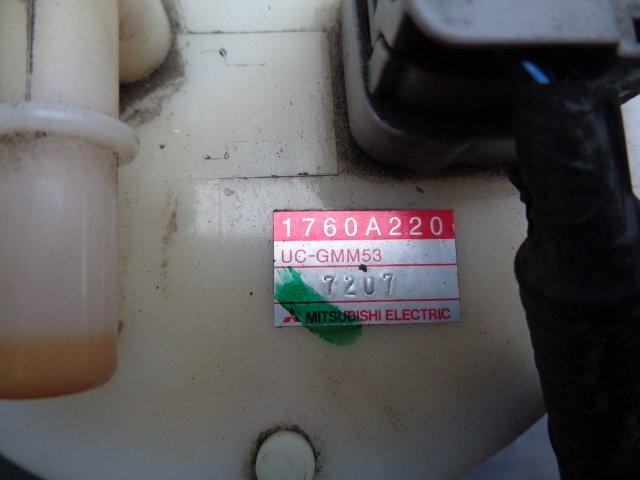 1760A220
UC-GMM53
7207
MITSUBISHI ELECTRIC